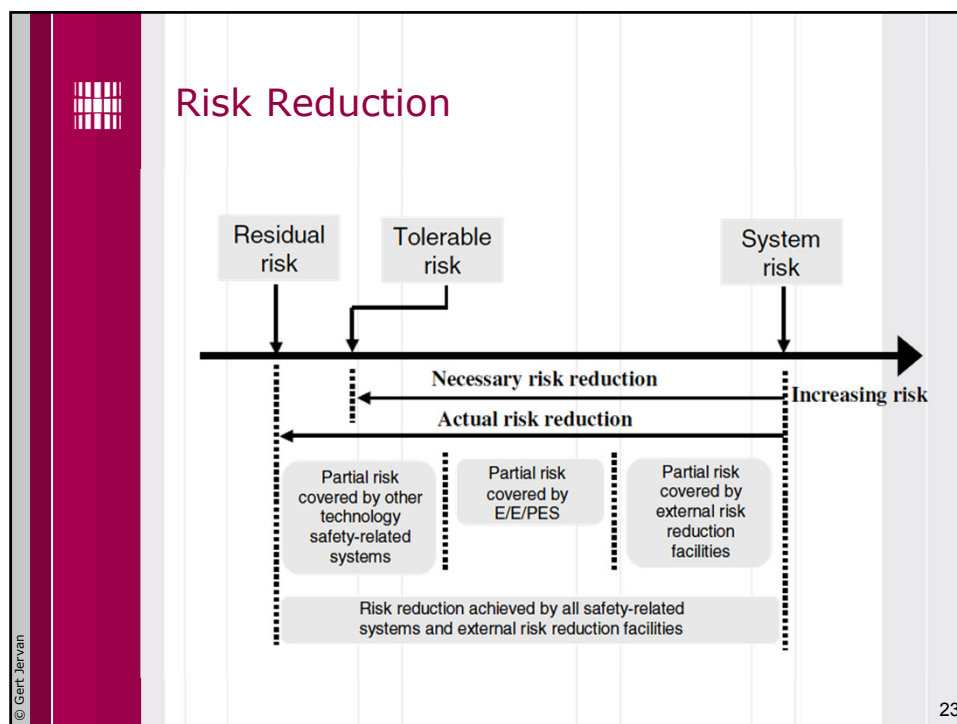 Risk Reduction
Residual
risk
Tolerable
risk
System
risk
Necessary risk reduction
Increasing risk
Actual risk reduction
Partial risk
covered by other
technology
safety-related
systems
Partial risk
covered by
E/E/PES
Partial risk
covered by
external risk
reduction
facilities
Risk reduction achieved by all safety-related
systems and external risk reduction facilities
© Gert Jervan
23